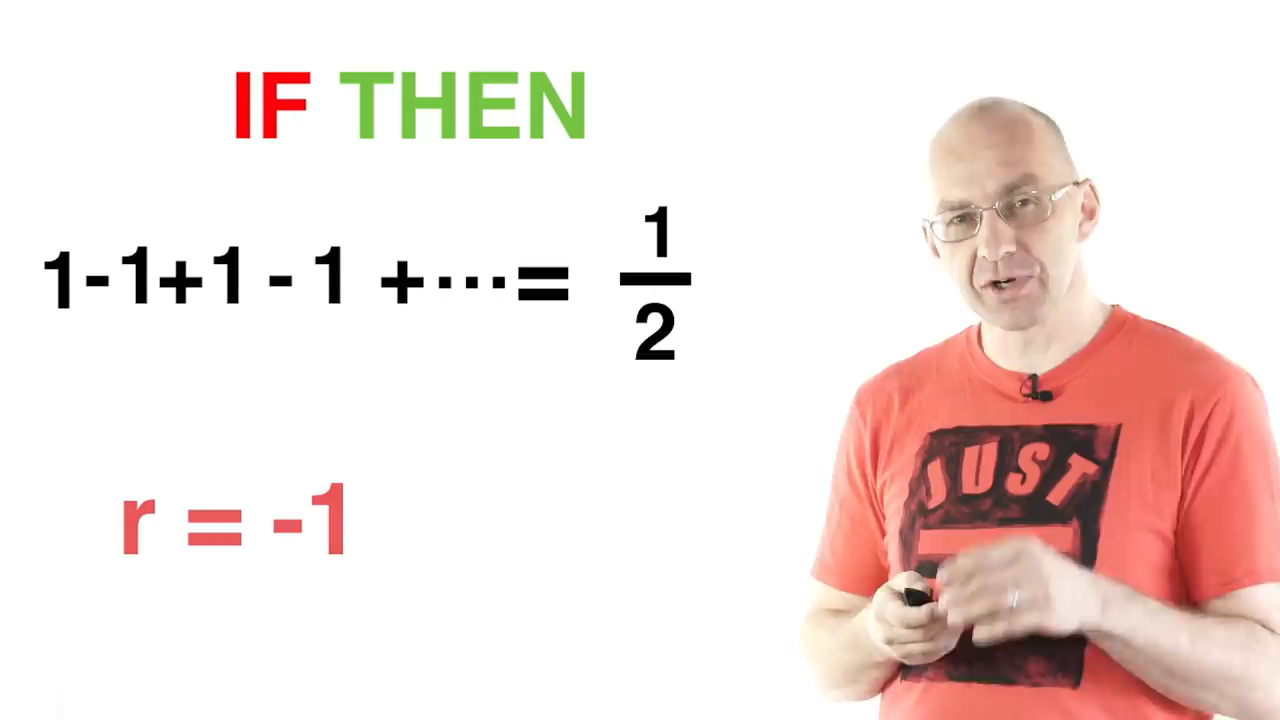 IF THEN
1-1+1-1+···= 1/2
r = -1
JUST